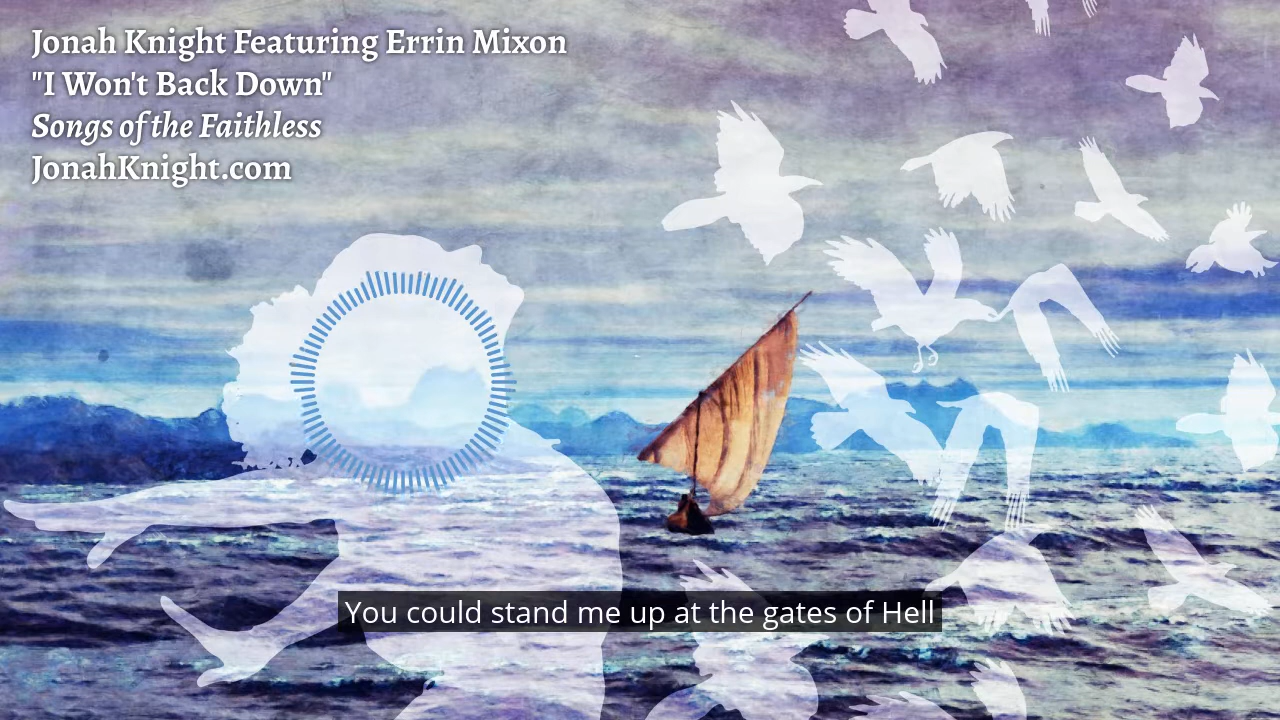 Jonah Knight Featuring Errin Mixon
"I Won't Back Down"
Songs of the Faithless
JonahKnight.com
You could stand me up at the gates of Hell